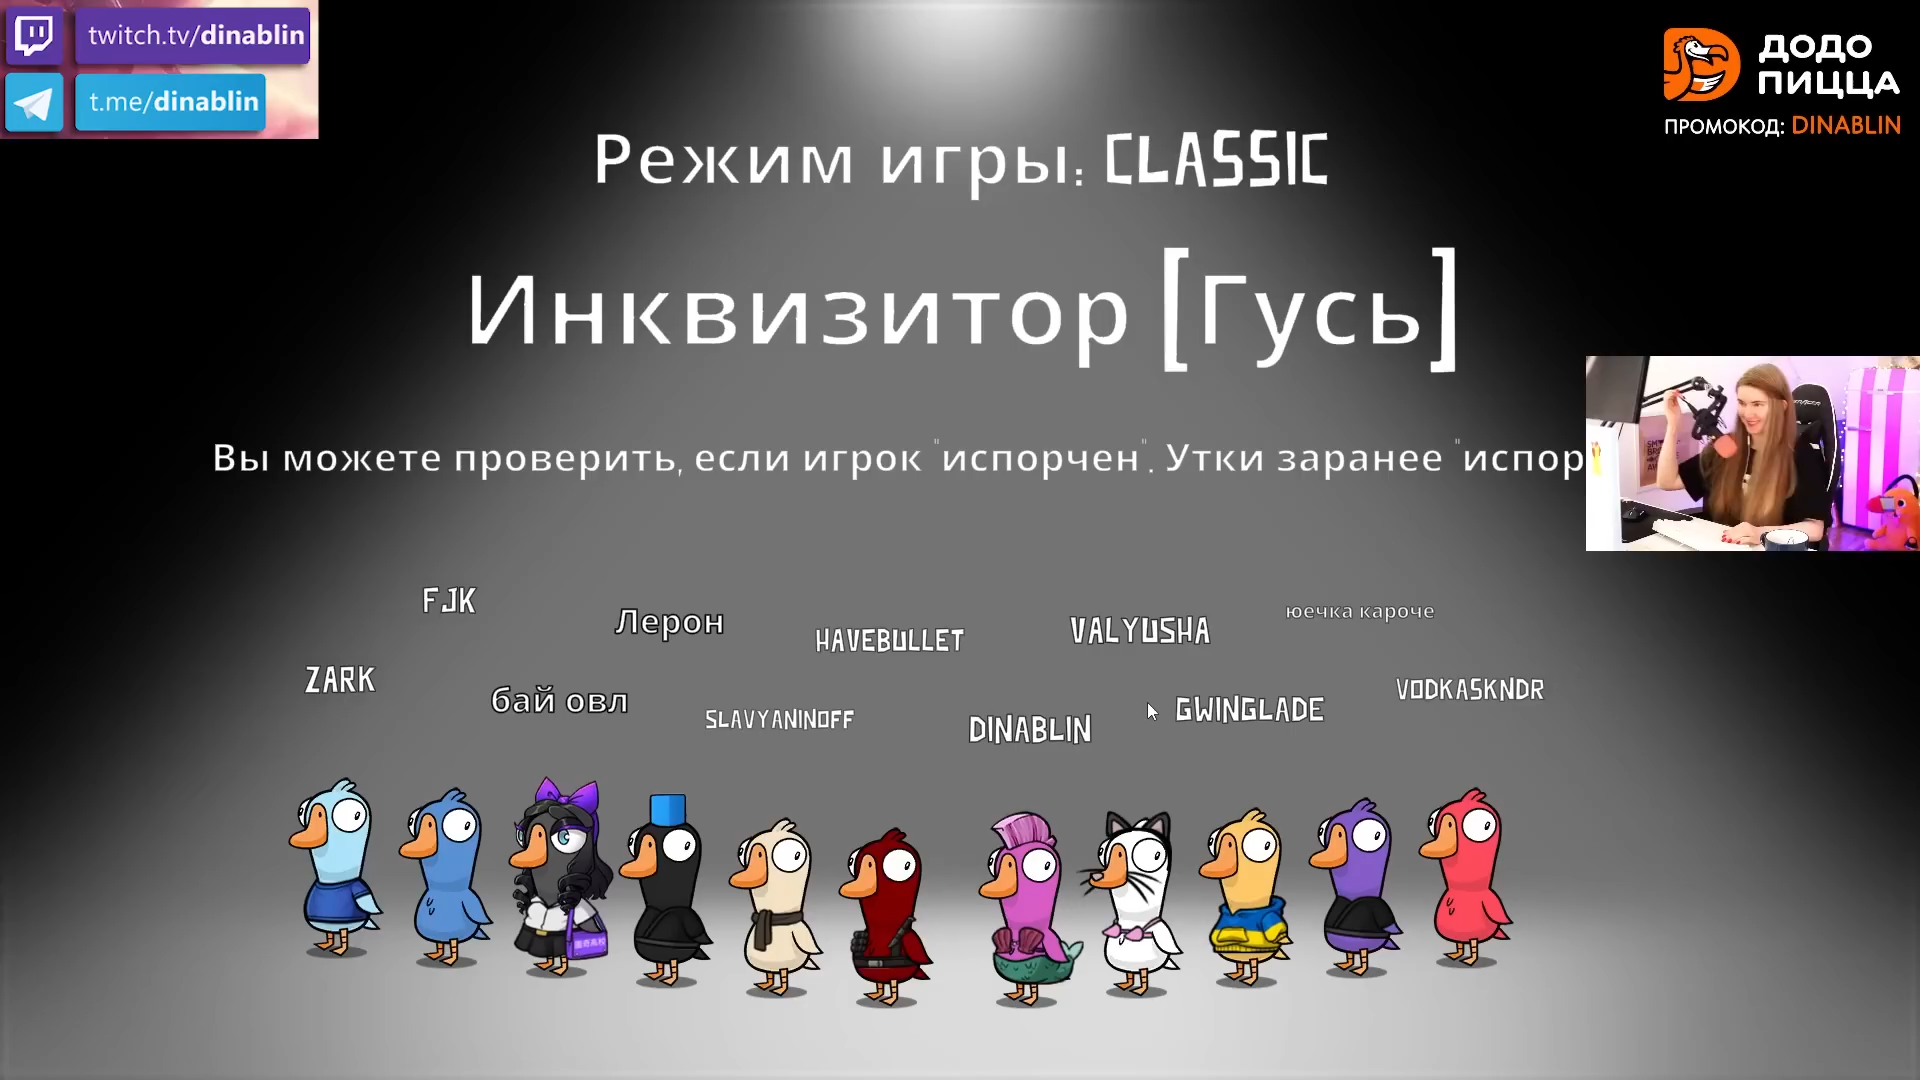 twitch.tv/dinablin
t.me/dinablin
ДОДО
ПИЦЦА
ПРОМОКОД: DINABLIN
Режим игры: CLASSIC
Инквизитор [Гусь]
Вы можете проверить, если игрок "испорчен". Утки заранее "испор
FJK
Лерон
HAVEBULLET
VALYUSHA
юечка кароче
ZARK
бай овл
SLAVYANINOFF
DINABLIN
GWINGLADE
VODKASKNDR